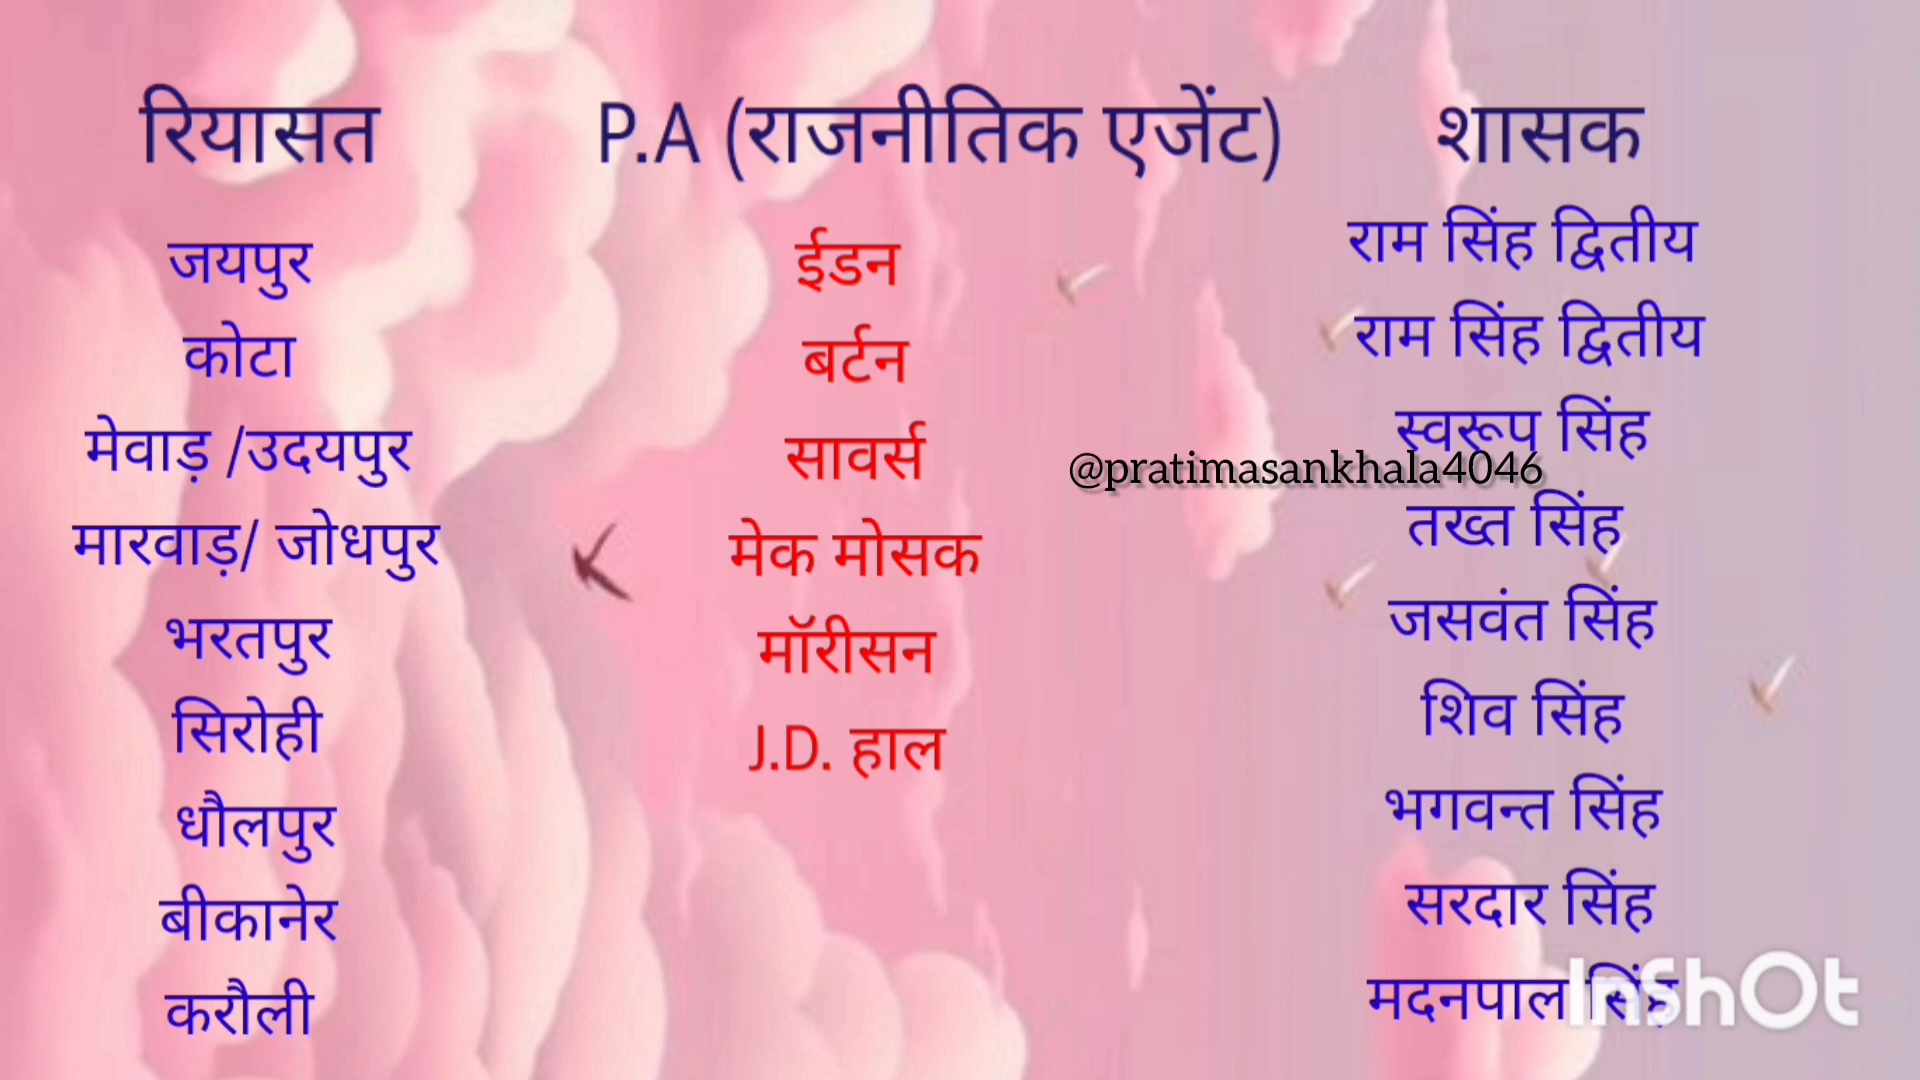 रियासत P.A (राजनीतिक एजेंट) शासक
जयपुर ईडन राम सिंह द्वितीय
कोटा बर्टन राम सिंह द्वितीय
मेवाड़ /उदयपुर सावर्स स्वरूप सिंह
@pratimasankhala4046
मारवाड़/ जोधपुर मेक मोसक तख्त सिंह
भरतपुर मॉरीसन जसवंत सिंह
सिरोही J.D. हाल शिव सिंह
धौलपुर भगवन्त सिंह
बीकानेर सरदार सिंह
करौली मदनपाल सिंह
InShOt